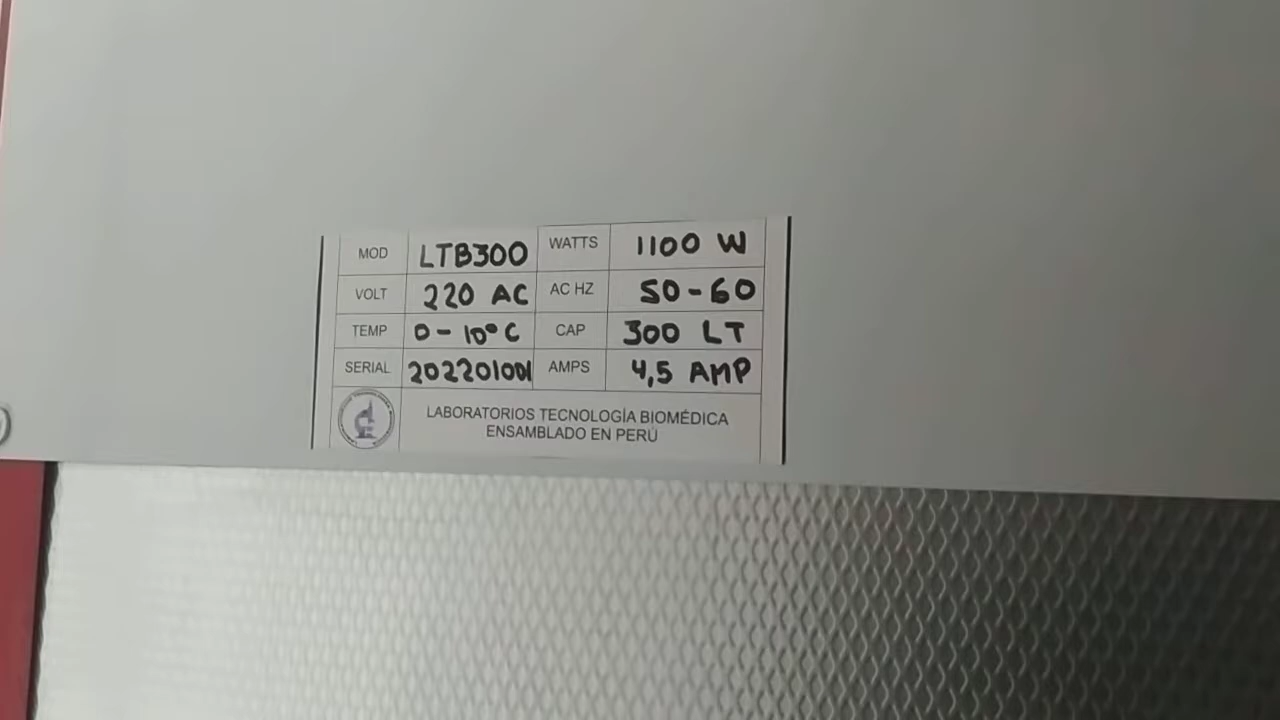 MOD LTB300 WATTS 1100 W
VOLT 220 AC AC HZ 50-60
TEMP 0-10°C CAP 300 LT
SERIAL 202201001 AMPS 4,5 AMP
LABORATORIOS TECNOLOGÍA BIOMÉDICA
ENSAMBLADO EN PERÚ